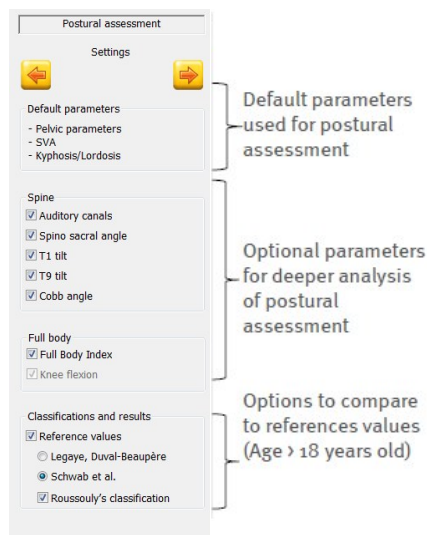 Postural assessment
Settings
Default parameters
- Pelvic parameters
- SVA
- Kyphosis/Lordosis
Default parameters
used for postural
assessment
Spine
Auditory canals
Spino sacral angle
T1 tilt
T9 tilt
Cobb angle
Full body
Full Body Index
Knee flexion
Optional parameters
for deeper analysis
of postural
assessment
Classifications and results
Reference values
Legaye, Duval-Beaupère
Schwab et al.
Roussouly's classification
Options to compare
to references values
(Age > 18 years old)